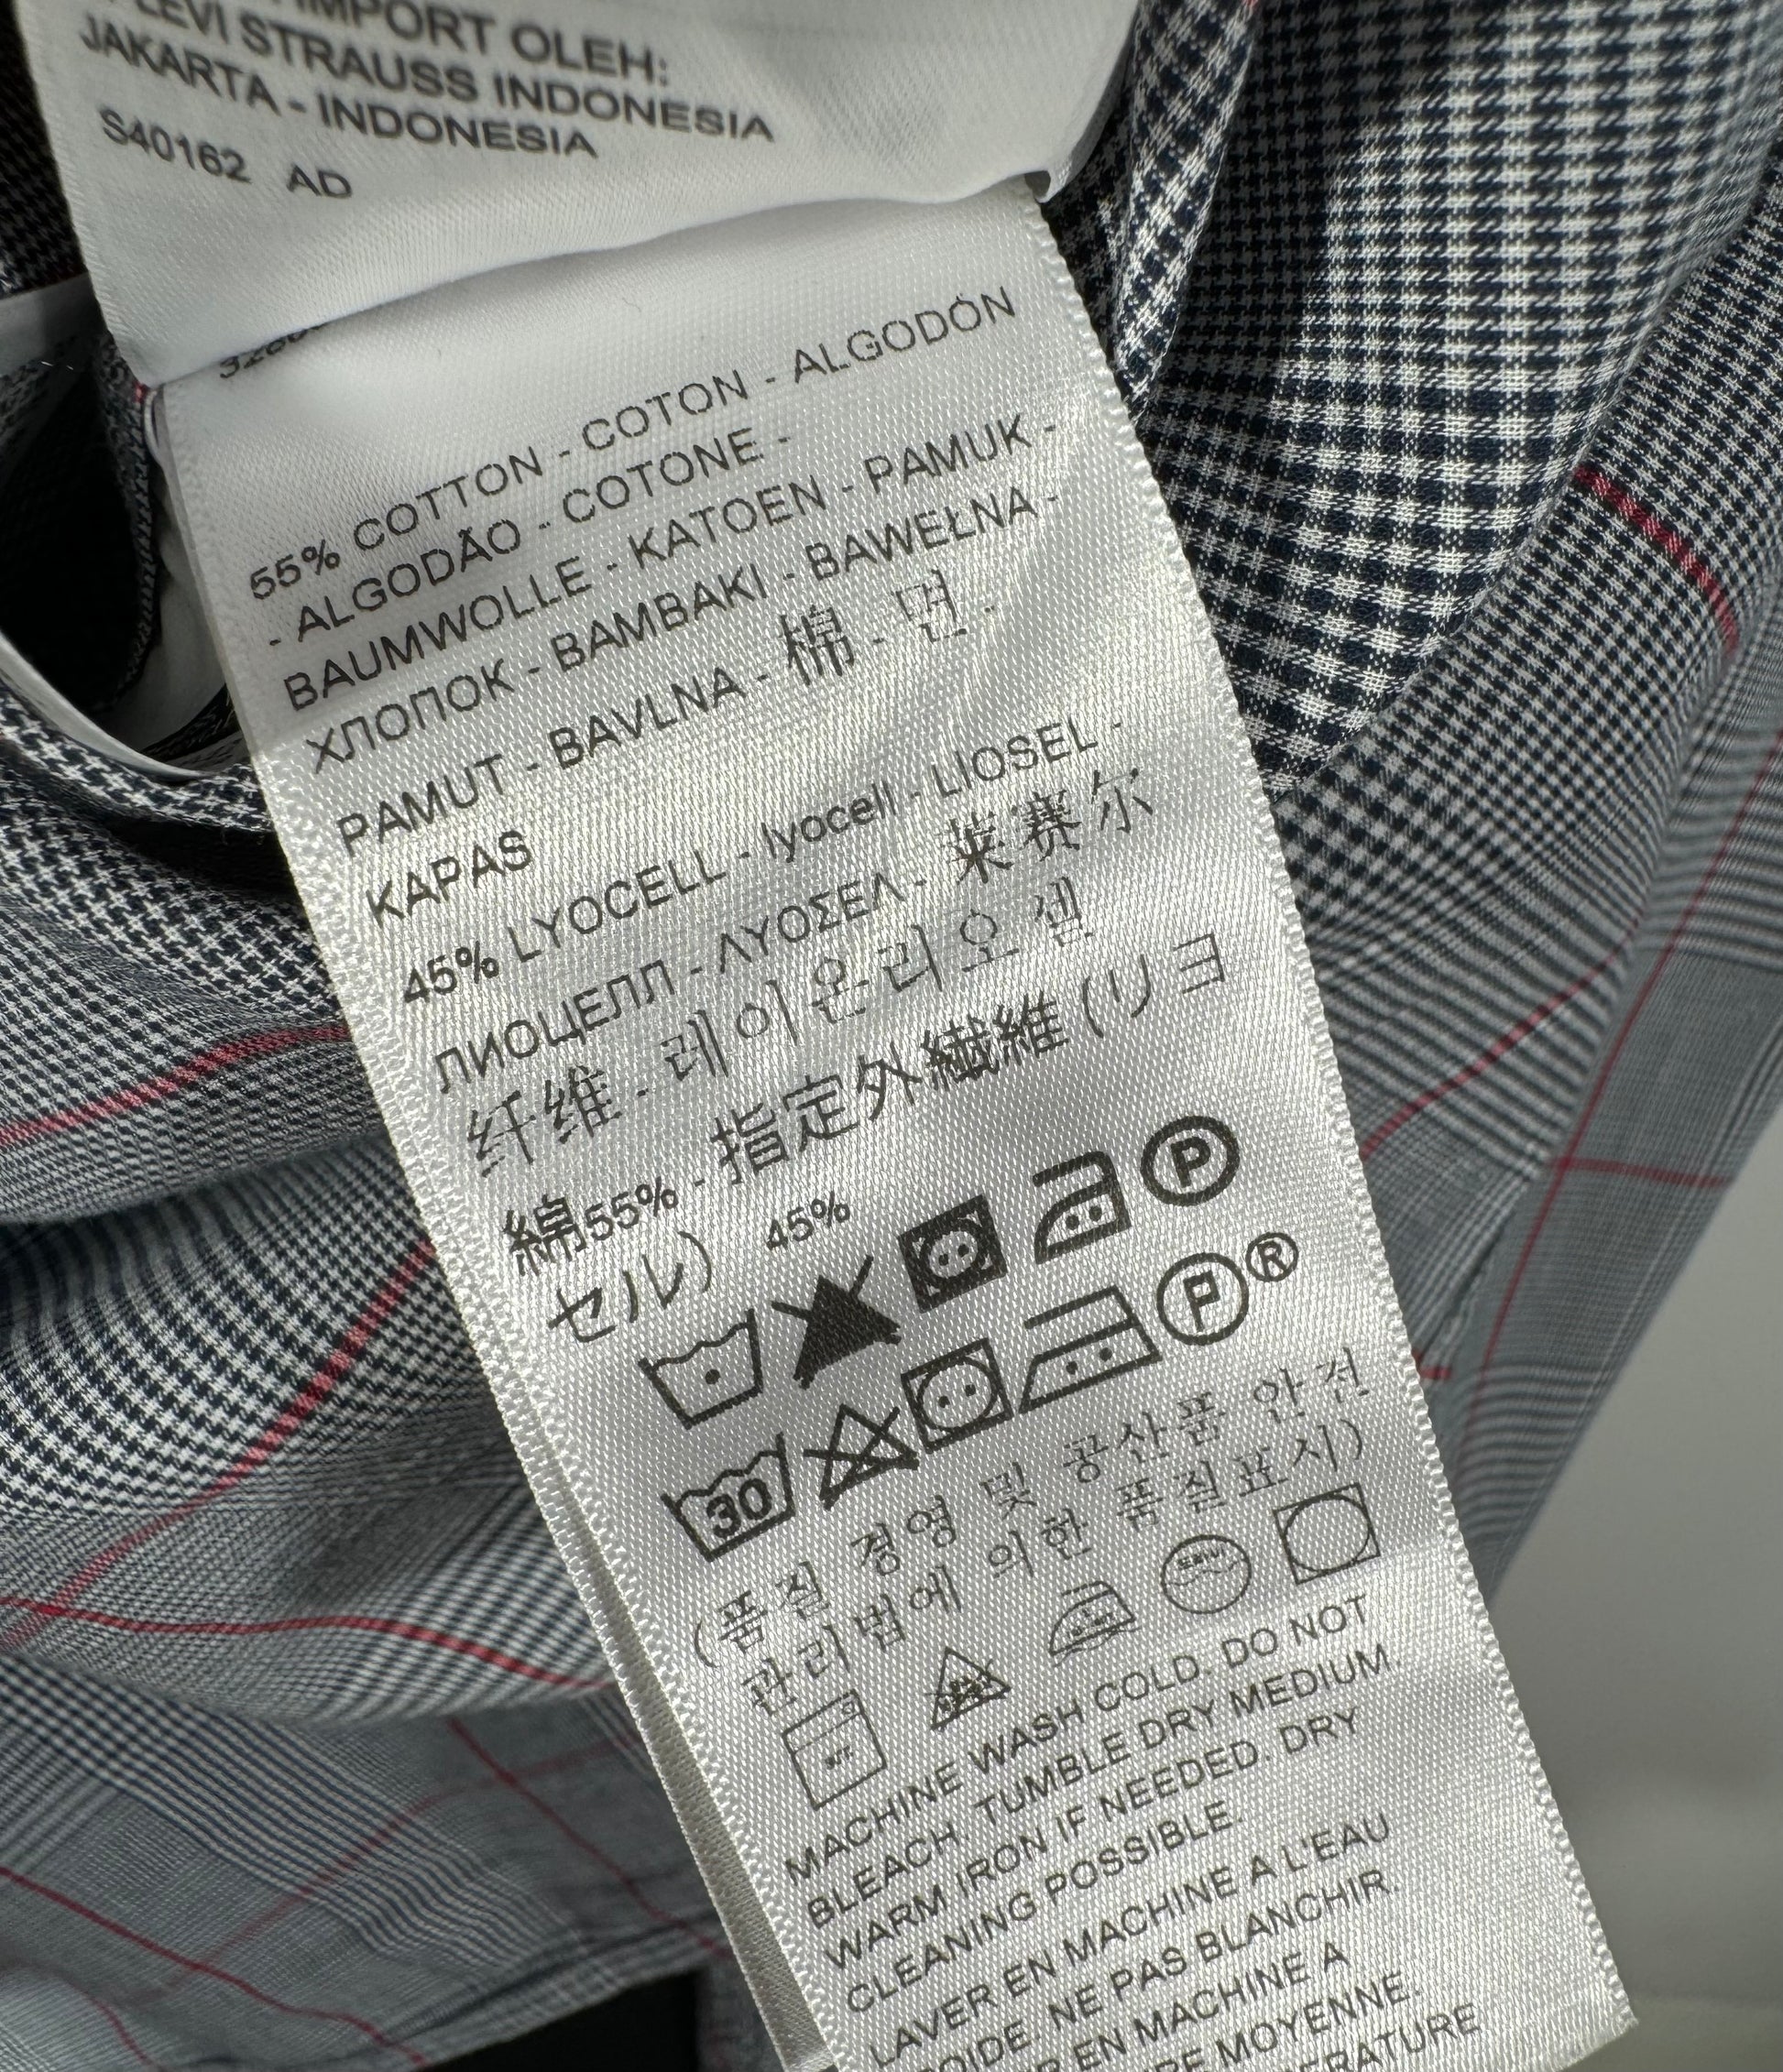 IMPORT OLEH:
LEVI STRAUSS INDONESIA
JAKARTA - INDONESIA
S40162 AD
55% COTTON - COTON - ALGODÓN
- ALGODÃO - COTONE -
BAUMWOLLE - KATOEN - PAMUK -
ХЛОПОК - BAMBAKI - BAWEŁNA -
PAMUT - BAVLNA - 棉 - 면 -
KAPAS
45% LYOCELL - lyocell - LIOSEL -
ЛИОЦЕЛЛ - ΛΥΟΣΕΛ - 莱赛尔
纤维 - 레이온리오셀
綿55% - 指定外繊維 (リヨ
セル) 45%
P
30 F ®
(품질 경영 및 공산품 안전
관리법에 의한 품질표시)
MACHINE WASH COLD. DO NOT
BLEACH. TUMBLE DRY MEDIUM.
WARM IRON IF NEEDED. DRY
CLEANING POSSIBLE.
LAVER EN MACHINE A L'EAU
NE PAS BLANCHIR.
EN MACHINE A
MOYENNE.